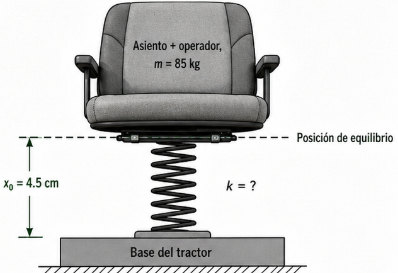 Asiento + operador,
m = 85 kg
Posición de equilibrio
x₀ = 4.5 cm
k = ?
Base del tractor